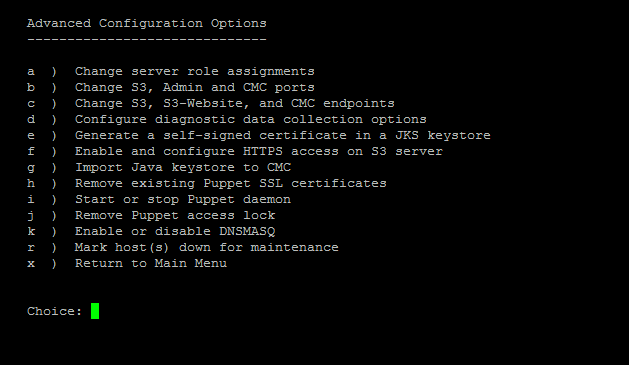 Advanced Configuration Options
------------------------------
a ) Change server role assignments
b ) Change S3, Admin and CMC ports
c ) Change S3, S3-Website, and CMC endpoints
d ) Configure diagnostic data collection options
e ) Generate a self-signed certificate in a JKS keystore
f ) Enable and configure HTTPS access on S3 server
g ) Import Java keystore to CMC
h ) Remove existing Puppet SSL certificates
i ) Start or stop Puppet daemon
j ) Remove Puppet access lock
k ) Enable or disable DNSMASQ
r ) Mark host(s) down for maintenance
x ) Return to Main Menu
Choice: